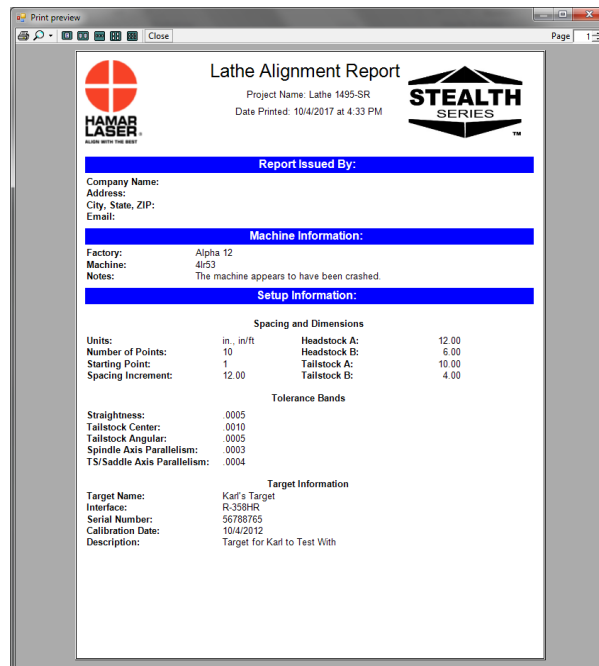 Print preview
Close
Page 1
Lathe Alignment Report
Project Name: Lathe 1495-SR
Date Printed: 10/4/2017 at 4:33 PM
HAMAR
LASER®
ALIGN WITH THE BEST
STEALTH
SERIES
™
Report Issued By:
Company Name:
Address:
City, State, ZIP:
Email:
Machine Information:
Factory: Alpha 12
Machine: 4lr53
Notes: The machine appears to have been crashed.
Setup Information:
Spacing and Dimensions
Units: in., in/ft Headstock A: 12.00
Number of Points: 10 Headstock B: 6.00
Starting Point: 1 Tailstock A: 10.00
Spacing Increment: 12.00 Tailstock B: 4.00
Tolerance Bands
Straightness: .0005
Tailstock Center: .0010
Tailstock Angular: .0005
Spindle Axis Parallelism: .0003
TS/Saddle Axis Parallelism: .0004
Target Information
Target Name: Karl's Target
Interface: R-358HR
Serial Number: 56788765
Calibration Date: 10/4/2012
Description: Target for Karl to Test With